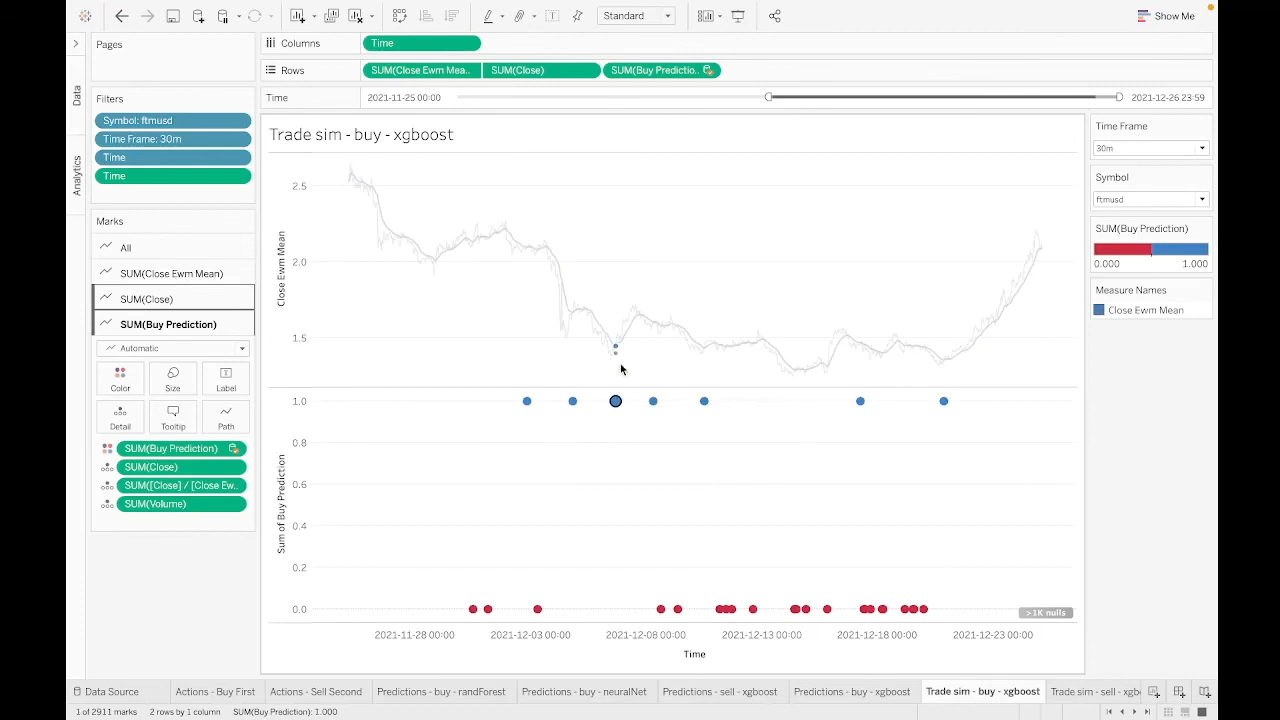 Standard
Show Me
Pages
Columns
Time
Rows
SUM(Close Ewm Mea..
SUM(Close)
SUM(Buy Predictio..
Data
Analytics
Filters
Symbol: ftmusd
Time Frame: 30m
Time
Time
Time
2021-11-25 00:00
2021-12-26 23:59
Trade sim - buy - xgboost
Time Frame
30m
Symbol
ftmusd
SUM(Buy Prediction)
0.000
1.000
Measure Names
Close Ewm Mean
Marks
All
SUM(Close Ewm Mean)
SUM(Close)
SUM(Buy Prediction)
Automatic
Color
Size
Label
Detail
Tooltip
Path
SUM(Buy Prediction)
SUM(Close)
SUM([Close] / [Close Ew..
SUM(Volume)
Close Ewm Mean
2.5
2.0
1.5
Sum of Buy Prediction
1.0
0.8
0.6
0.4
0.2
0.0
>1K nulls
2021-11-28 00:00
2021-12-03 00:00
2021-12-08 00:00
2021-12-13 00:00
2021-12-18 00:00
2021-12-23 00:00
Time
Data Source
Actions - Buy First
Actions - Sell Second
Predictions - buy - randForest
Predictions - buy - neuralNet
Predictions - sell - xgboost
Predictions - buy - xgboost
Trade sim - buy - xgboost
Trade sim - sell - xgb
1 of 2911 marks
2 rows by 1 column
SUM(Buy Prediction): 1.000